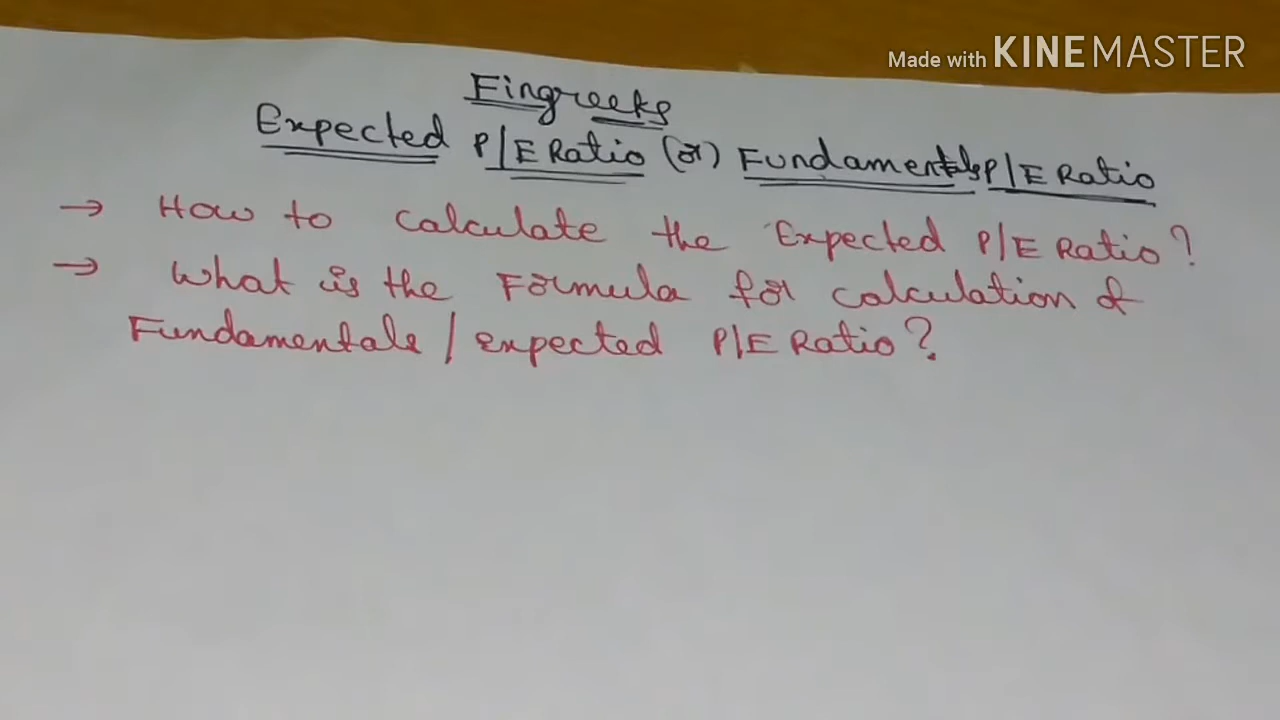 Made with KINEMASTER
Fingreeks
Expected P/E Ratio (or) Fundamentals P/E Ratio
→ How to calculate the Expected P/E Ratio?
→ What is the Formula for calculation of
Fundamentals / expected P/E Ratio?